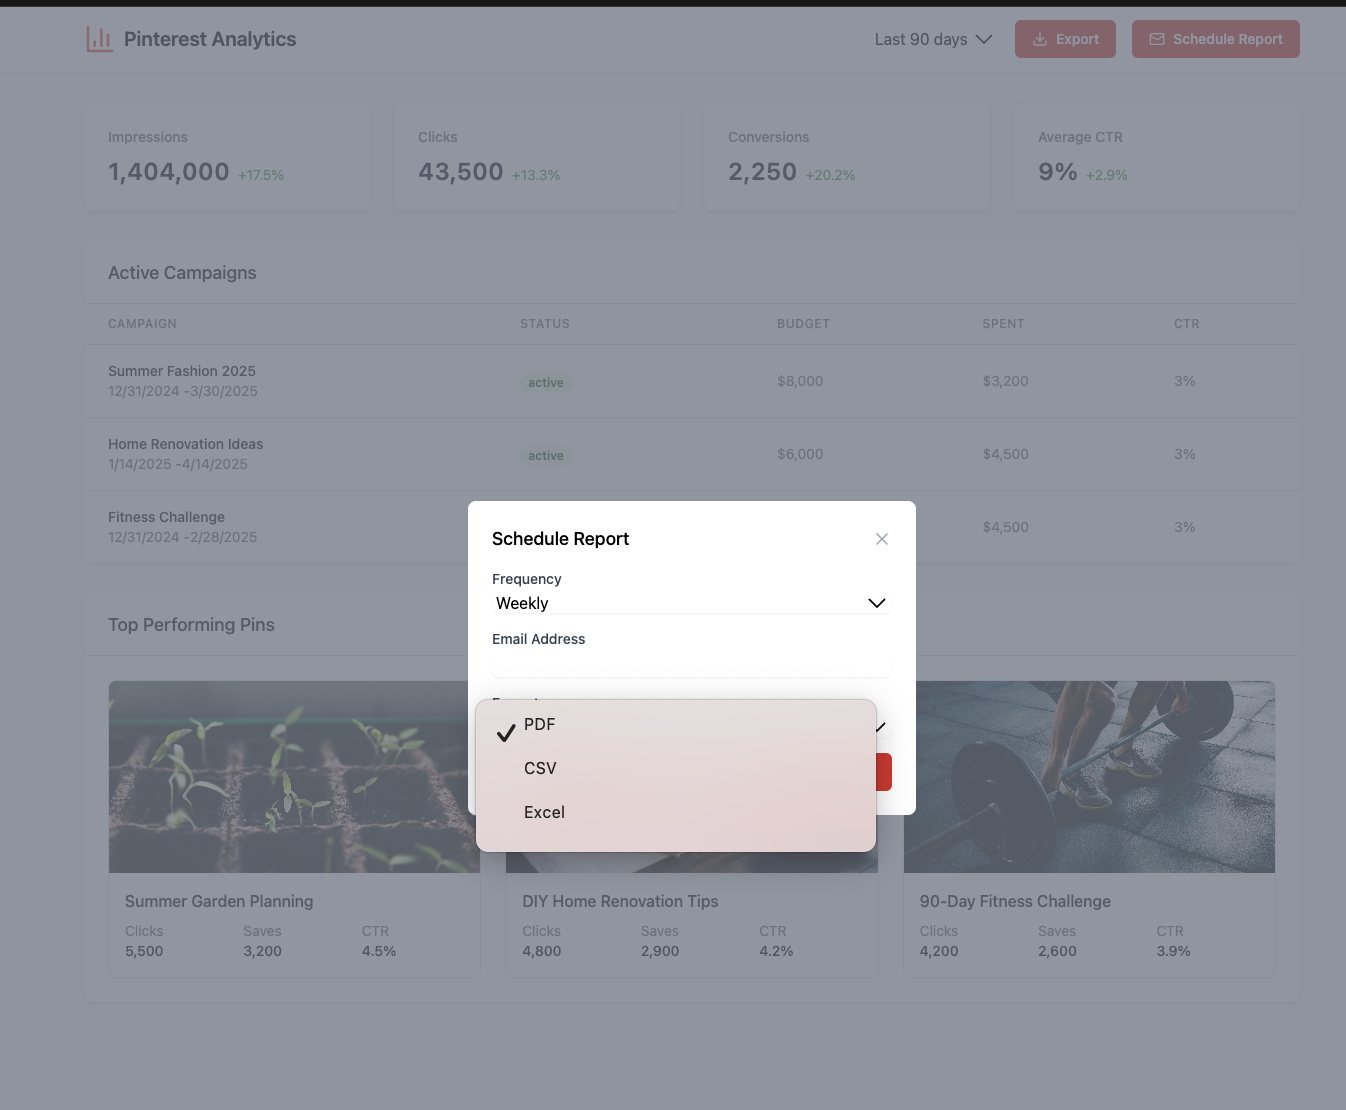 Pinterest Analytics
Last 90 days
Export
Schedule Report
Impressions
1,404,000 +17.5%
Clicks
43,500 +13.3%
Conversions
2,250 +20.2%
Average CTR
9% +2.9%
Active Campaigns
CAMPAIGN STATUS BUDGET SPENT CTR
Summer Fashion 2025
12/31/2024 -3/30/2025
active $8,000 $3,200 3%
Home Renovation Ideas
1/14/2025 -4/14/2025
active $6,000 $4,500 3%
Fitness Challenge
12/31/2024 -2/28/2025
$4,500 3%
Schedule Report
Frequency
Weekly
Email Address
PDF
CSV
Excel
Top Performing Pins
Summer Garden Planning
Clicks Saves CTR
5,500 3,200 4.5%
DIY Home Renovation Tips
Clicks Saves CTR
4,800 2,900 4.2%
90-Day Fitness Challenge
Clicks Saves CTR
4,200 2,600 3.9%